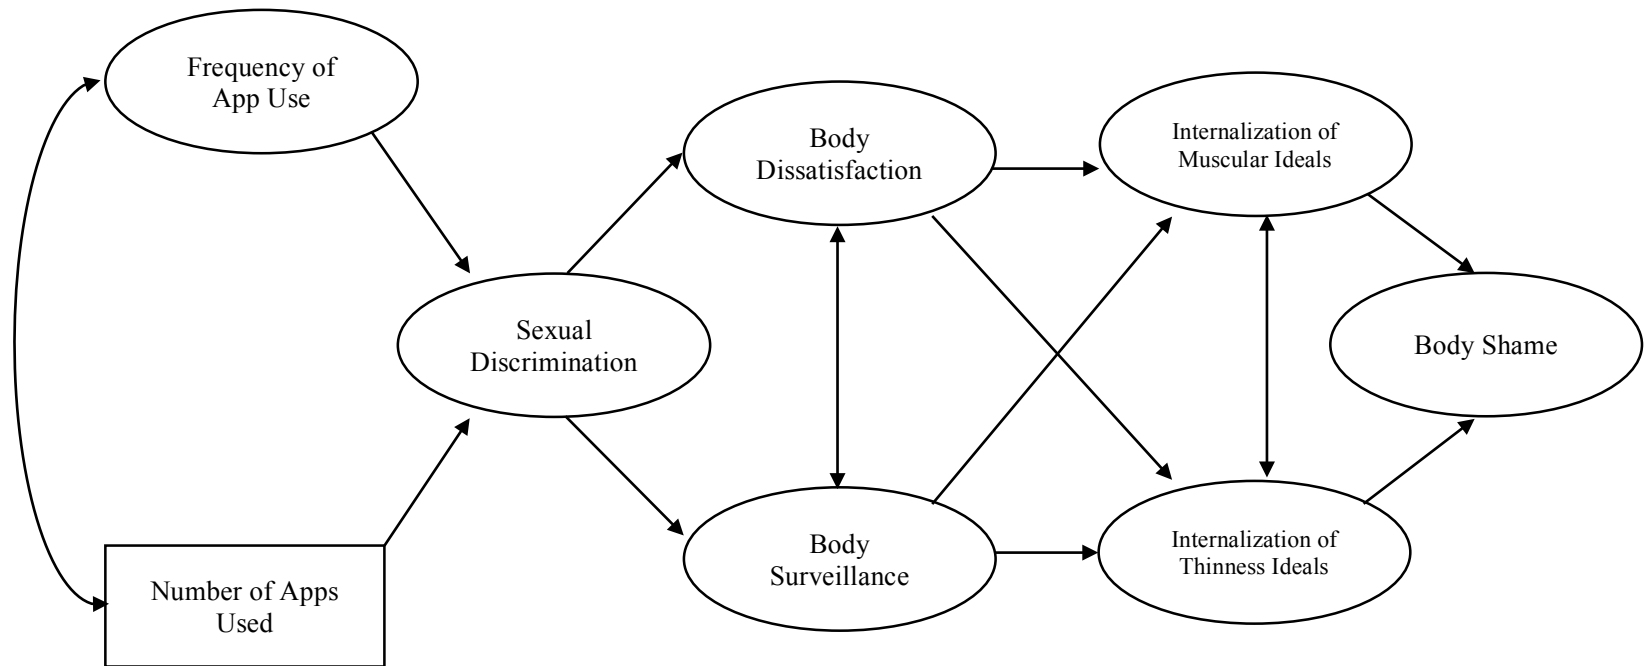 Frequency of
App Use
Body
Dissatisfaction
Internalization of
Muscular Ideals
Sexual
Discrimination
Body Shame
Number of Apps
Used
Body
Surveillance
Internalization of
Thinness Ideals